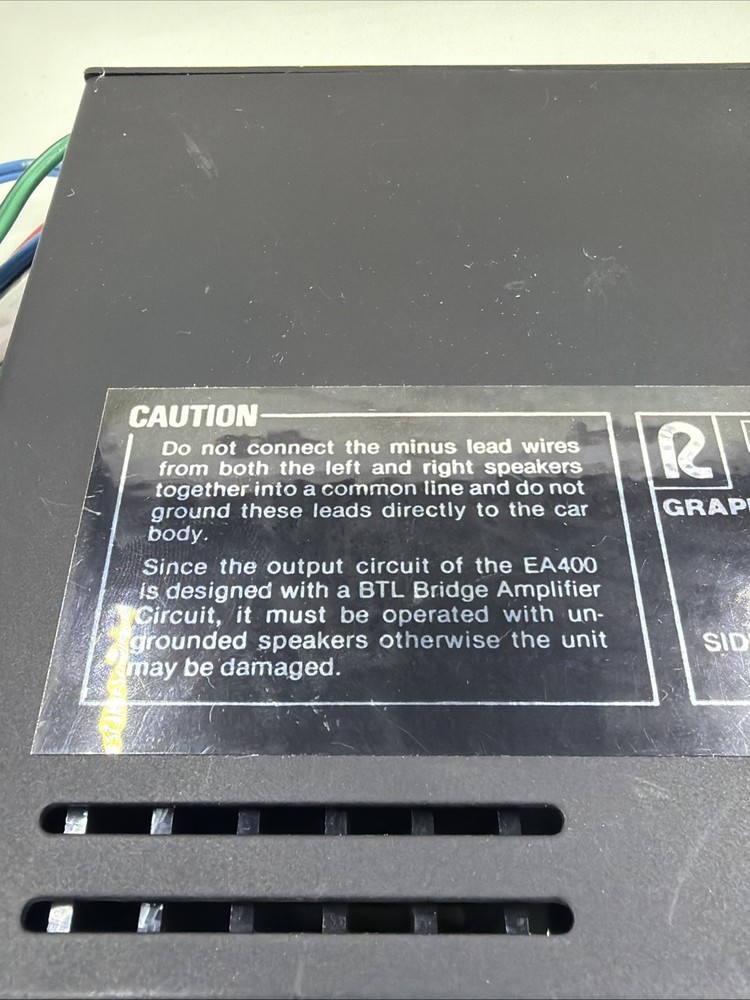 CAUTION
Do not connect the minus lead wires
from both the left and right speakers
together into a common line and do not
ground these leads directly to the car
body.
Since the output circuit of the EA400
is designed with a BTL Bridge Amplifier
Circuit, it must be operated with un-
grounded speakers otherwise the unit
may be damaged.
R
GRAP
SID